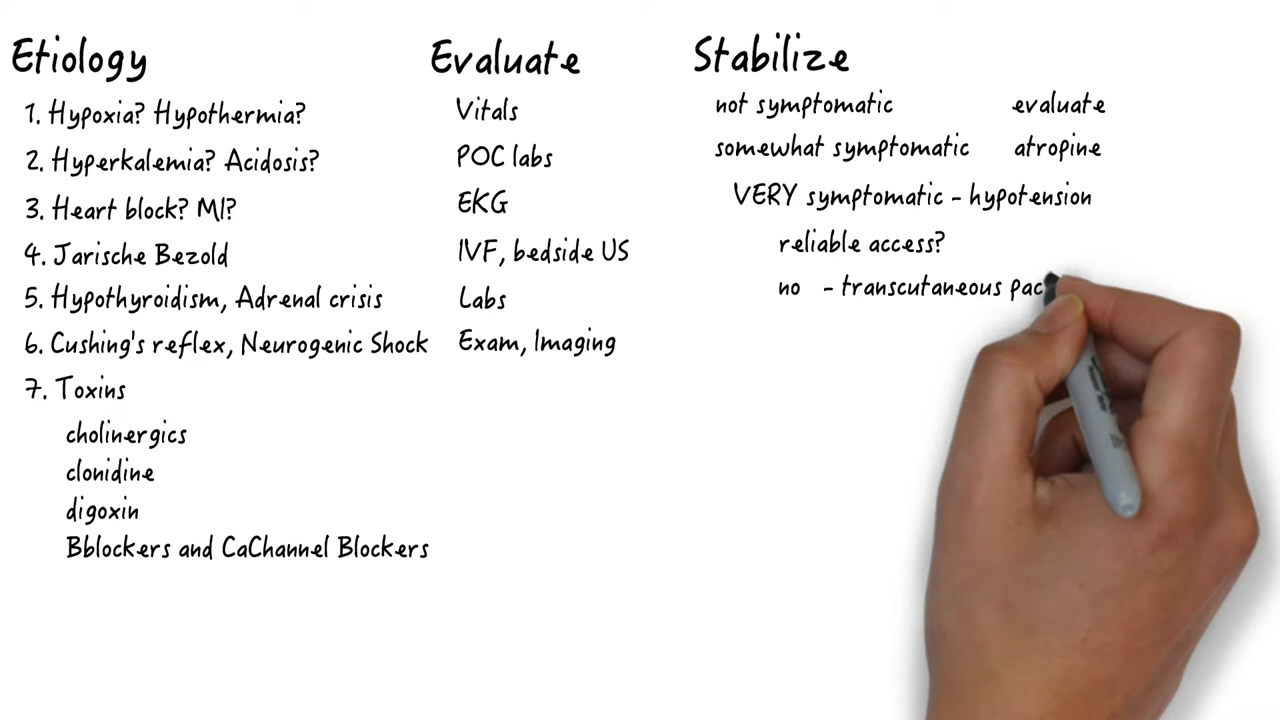 Etiology
1. Hypoxia? Hypothermia?
2. Hyperkalemia? Acidosis?
3. Heart block? MI?
4. Jarische Bezold
5. Hypothyroidism, Adrenal crisis
6. Cushing's reflex, Neurogenic Shock
7. Toxins
cholinergics
clonidine
digoxin
Bblockers and CaChannel Blockers
Evaluate
Vitals
POC labs
EKG
IVF, bedside US
Labs
Exam, Imaging
Stabilize
not symptomatic evaluate
somewhat symptomatic atropine
VERY symptomatic - hypotension
reliable access?
no - transcutaneous pac